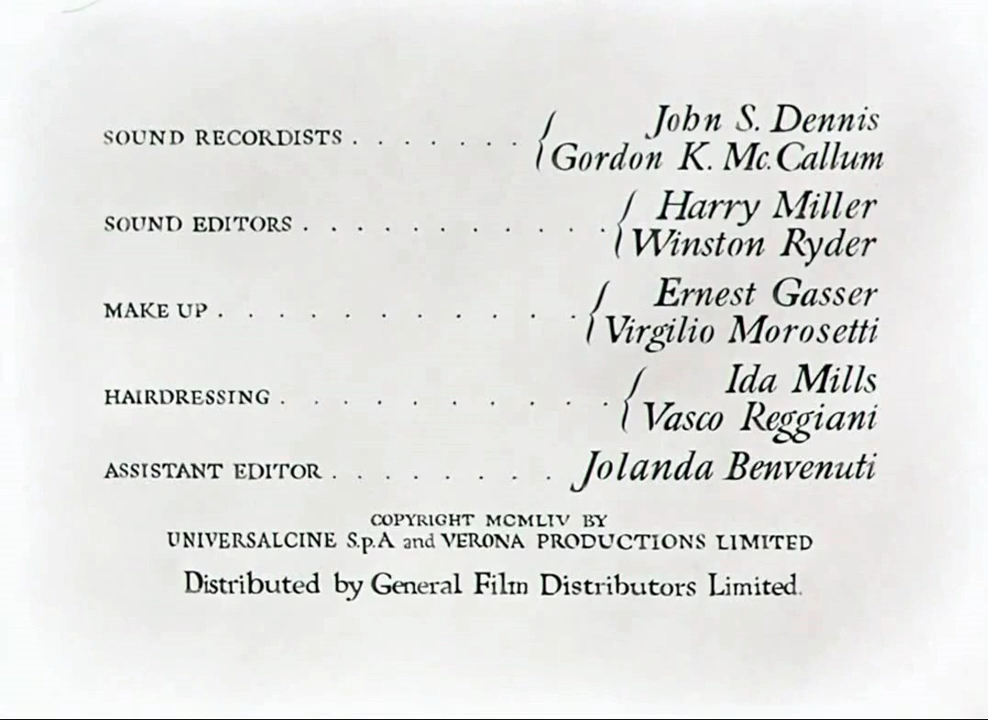 John S. Dennis
SOUND RECORDISTS . . . . . . .
Gordon K. Mc.Callum
Harry Miller
SOUND EDITORS . . . . . . . . . . .
Winston Ryder
Ernest Gasser
MAKE UP . . . . . . . . . .
Virgilio Morosetti
Ida Mills
HAIRDRESSING . . . . . . . . . .
Vasco Reggiani
ASSISTANT EDITOR . . . . . . . . Jolanda Benvenuti
COPYRIGHT MCMLIV BY
UNIVERSALCINE S.p.A and VERONA PRODUCTIONS LIMITED
Distributed by General Film Distributors Limited.